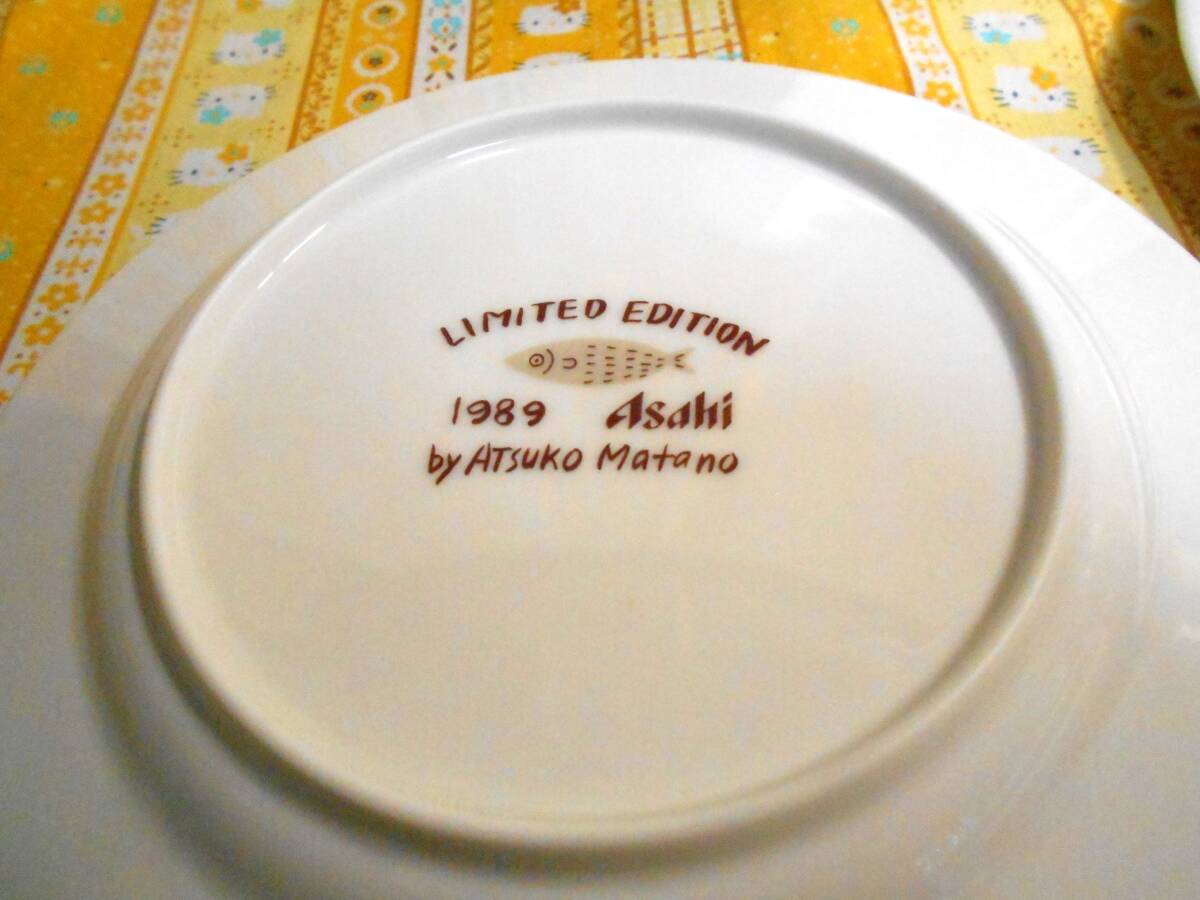 LIMITED EDITION
1989 Asahi
by ATSUKO Matano